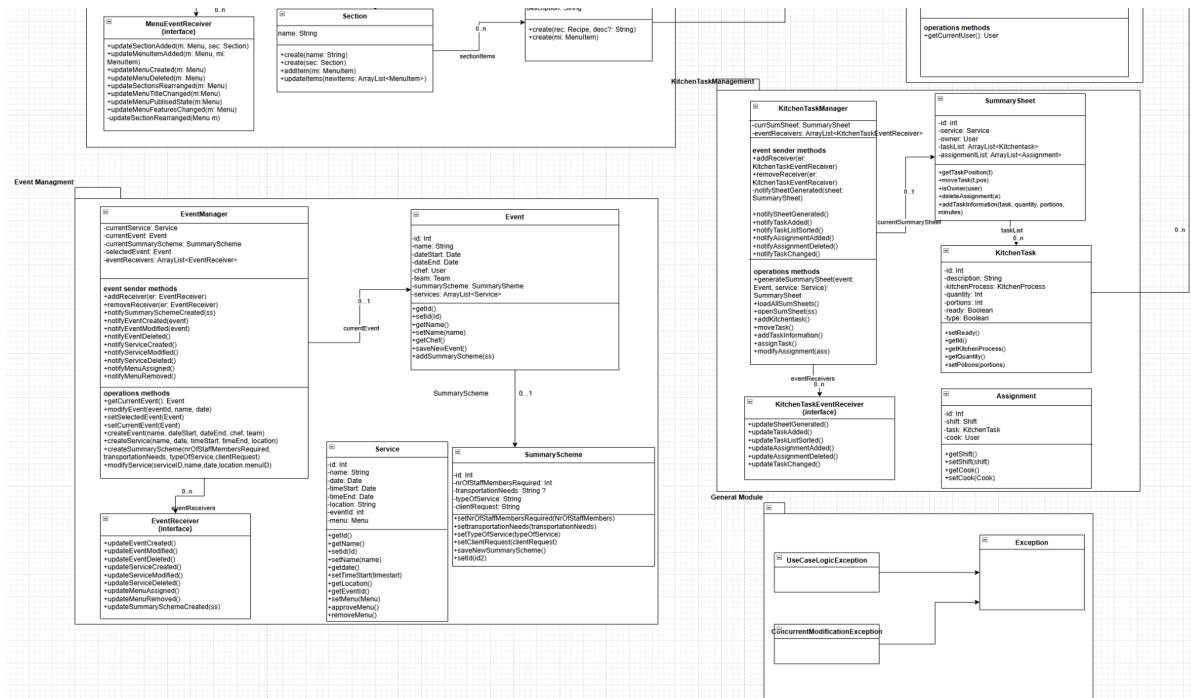 0..n
MenuEventReceiver
(interface)
+updateSectionAdded(m: Menu, sec: Section)
+updateMenuItemAdded(m: Menu, mi:
MenuItem)
+updateMenuCreated(m: Menu)
+updateMenuDeleted(m: Menu)
+updateSectionsRearranged(m: Menu)
+updateMenuTitleChanged(m: Menu)
+updateMenuPublisedState(m:Menu)
+updateMenuFeaturesChanged(m: Menu)
-updateSectionRearranged(Menu m)
Section
name: String
+create(name: String)
+create(sec: Section)
+addItem(mi: MenuItem)
+updateItems(newItems: ArrayList<MenuItem>)
0..n
sectionItems
+create(rec: Recipe, desc?: String)
+create(mi: MenuItem)
operations methods
+getCurrentUser(): User
Event Managment
EventManager
-currentService: Service
-currentEvent: Event
-currentSummaryScheme: SummaryScheme
-selectedEvent: Event
-eventReceivers: ArrayList<EventReceiver>
event sender methods
+addReceiver(er: EventReceiver)
+removeReceiver(er: EventReceiver)
+notifySummarySchemeCreated(ss)
+notifyEventCreated(event)
+notifyEventModified(event)
+notifyEventDeleted()
+notifyServiceCreated()
+notifyServiceModified()
+notifyServiceDeleted()
+notifyMenuAssigned()
+notifyMenuRemoved()
operations methods
+getCurrentEvent(): Event
+modifyEvent(eventId, name, date)
+setSelectedEvent(Event)
+setCurrentEvent(Event)
+createEvent(name, dateStart, dateEnd, chef, team)
+createService(name, date, timeStart, timeEnd, location)
+createSummaryScheme(nrOfStaffMembersRequired,
transportationNeeds, typeOfService,clientRequest)
+modifyService(serviceID,name,date,location.menuID)
0..n
eventReceivers
EventReceiver
(interface)
+updateEventCreated()
+updateEventModified()
+updateEventDeleted()
+updateServiceCreated()
+updateServiceModified()
+updateServiceDeleted()
+updateMenuAssigned()
+updateMenuRemoved()
+updateSummarySchemeCreated(ss)
0...1
currentEvent
Event
-id: Int
-name: String
-dateStart: Date
-dateEnd: Date
-chef: User
-team: Team
-summaryScheme: SummarySheme
-services: ArrayList<Service>
+getId()
+setId(Id)
+getName()
+setName(name)
+getChef()
+saveNewEvent()
+addSummaryScheme(ss)
SummaryScheme
0...1
Service
-id: Int
-name: String
-date: Date
-timeStart: Date
-timeEnd: Date
-location: String
-eventId: int
-menu: Menu
+getId()
+getName()
+setId(Id)
+setName(name)
+getdate()
+setTimeStart(timestart)
+getLocation()
+getEventId()
+setMenu(Menu)
+approveMenu()
+removeMenu()
SummaryScheme
-id: Int
-nrOfStaffMembersRequired: Int
-transportationNeeds: String ?
-typeOfService: String
-clientRequest: String
+setNrOfStaffMembersRequired(NrOfStaffMembers)
+settransportationNeeds(transportationNeeds)
+setTypeOfService(typeOfService)
+setClientRequest(clientRequest)
+saveNewSummaryScheme()
+setId(id2)
KitchenTaskManagement
KitchenTaskManager
-currSumSheet: SummarySheet
-eventReceivers: ArrayList<KitchenTaskEventReceiver>
event sender methods
+addReceiver(er:
KitchenTaskEventReceiver)
+removeReceiver(er:
KitchenTaskEventReceiver)
-notifySheetGenerated(sheet:
SummarySheet)
+notifySheetGenerated()
+notifyTaskAdded()
+notifyTaskListSorted()
+notifyAssignmentAdded()
+notifyAssignmentDeleted()
+notifyTaskChanged()
operations methods
+generateSummarySheet(event:
Event, service: Service):
SummarySheet
+loadAllSumSheets()
+openSumSheet(ss)
+addKitchentask()
+moveTask()
+addTaskInformation()
+assignTask()
+modifyAssignment(ass)
0..1
currentSummarySheet
eventReceivers
0..n
KitchenTaskEventReceiver
(interface)
+updateSheetGenerated()
+updateTaskAdded()
+updateTaskListSorted()
+updateAssignmentAdded()
+updateAssignmentDeleted()
+updateTaskChanged()
SummarySheet
-id: int
-service: Service
-owner: User
-taskList: ArrayList<Kitchentask>
-assignmentList: ArrayList<Assignment>
+getTaskPosition(t)
+moveTask(t,pos)
+isOwner(user)
+deleteAssignment(a)
+addTaskInformation(task, quantity, portions,
minutes)
taskList
0..n
KitchenTask
-id: Int
-description: String
-kitchenProcess: KitchenProcess
-quantity: Int
-portions: Int
-ready: Boolean
-type: Boolean
+setReady()
+getId()
+getKitchenProcess()
+getQuantity()
+setPotions(portions)
0..n
Assignment
-id: Int
-shift: Shift
-task: KitchenTask
-cook: User
+getShift()
+setShift(shift)
+getCook()
+setCook(Cook)
General Module
UseCaseLogicException
Exception
ConcurrentModificationException